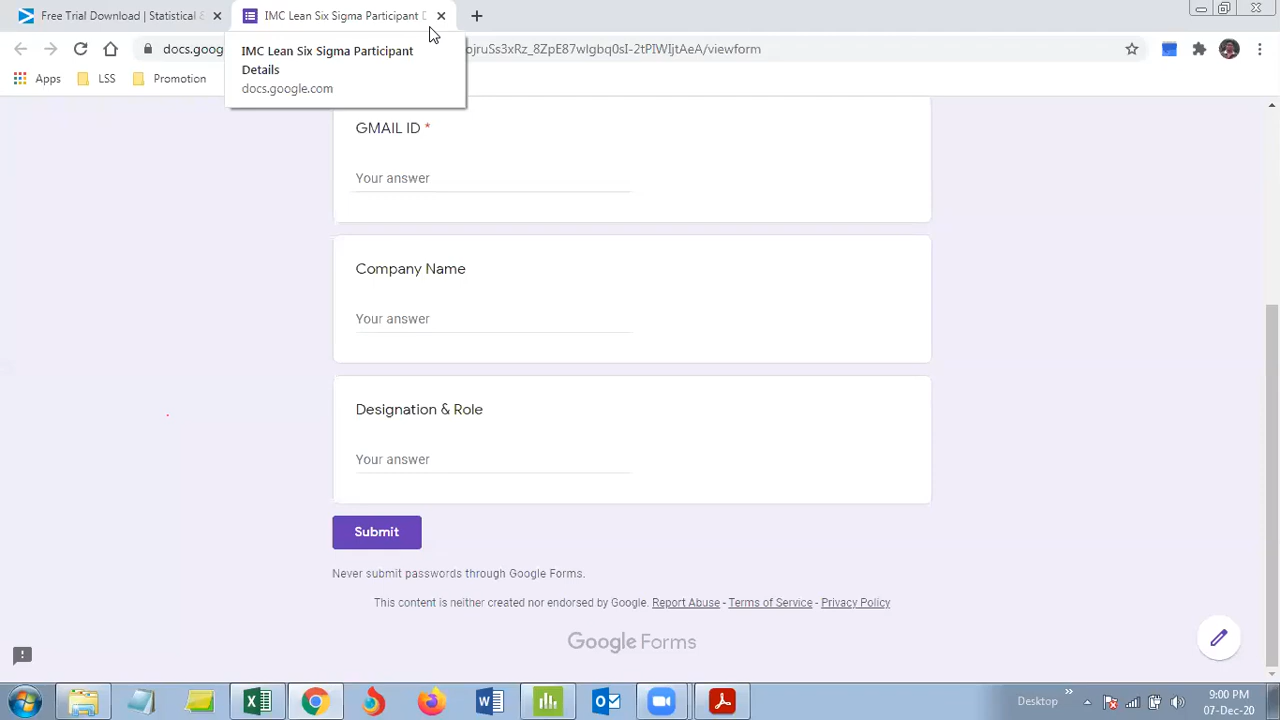 Free Trial Download | Statistical &
IMC Lean Six Sigma Participant D
IMC Lean Six Sigma Participant
Details
docs.google.com
docs.goog
ojruSs3xRz_8ZpE87wlgbq0sI-2tPIWIjtAeA/viewform
Apps
LSS
Promotion
GMAIL ID *
Your answer
Company Name
Your answer
Designation & Role
Your answer
Submit
Never submit passwords through Google Forms.
This content is neither created nor endorsed by Google. Report Abuse - Terms of Service - Privacy Policy
Google Forms
Desktop
9:00 PM
07-Dec-20